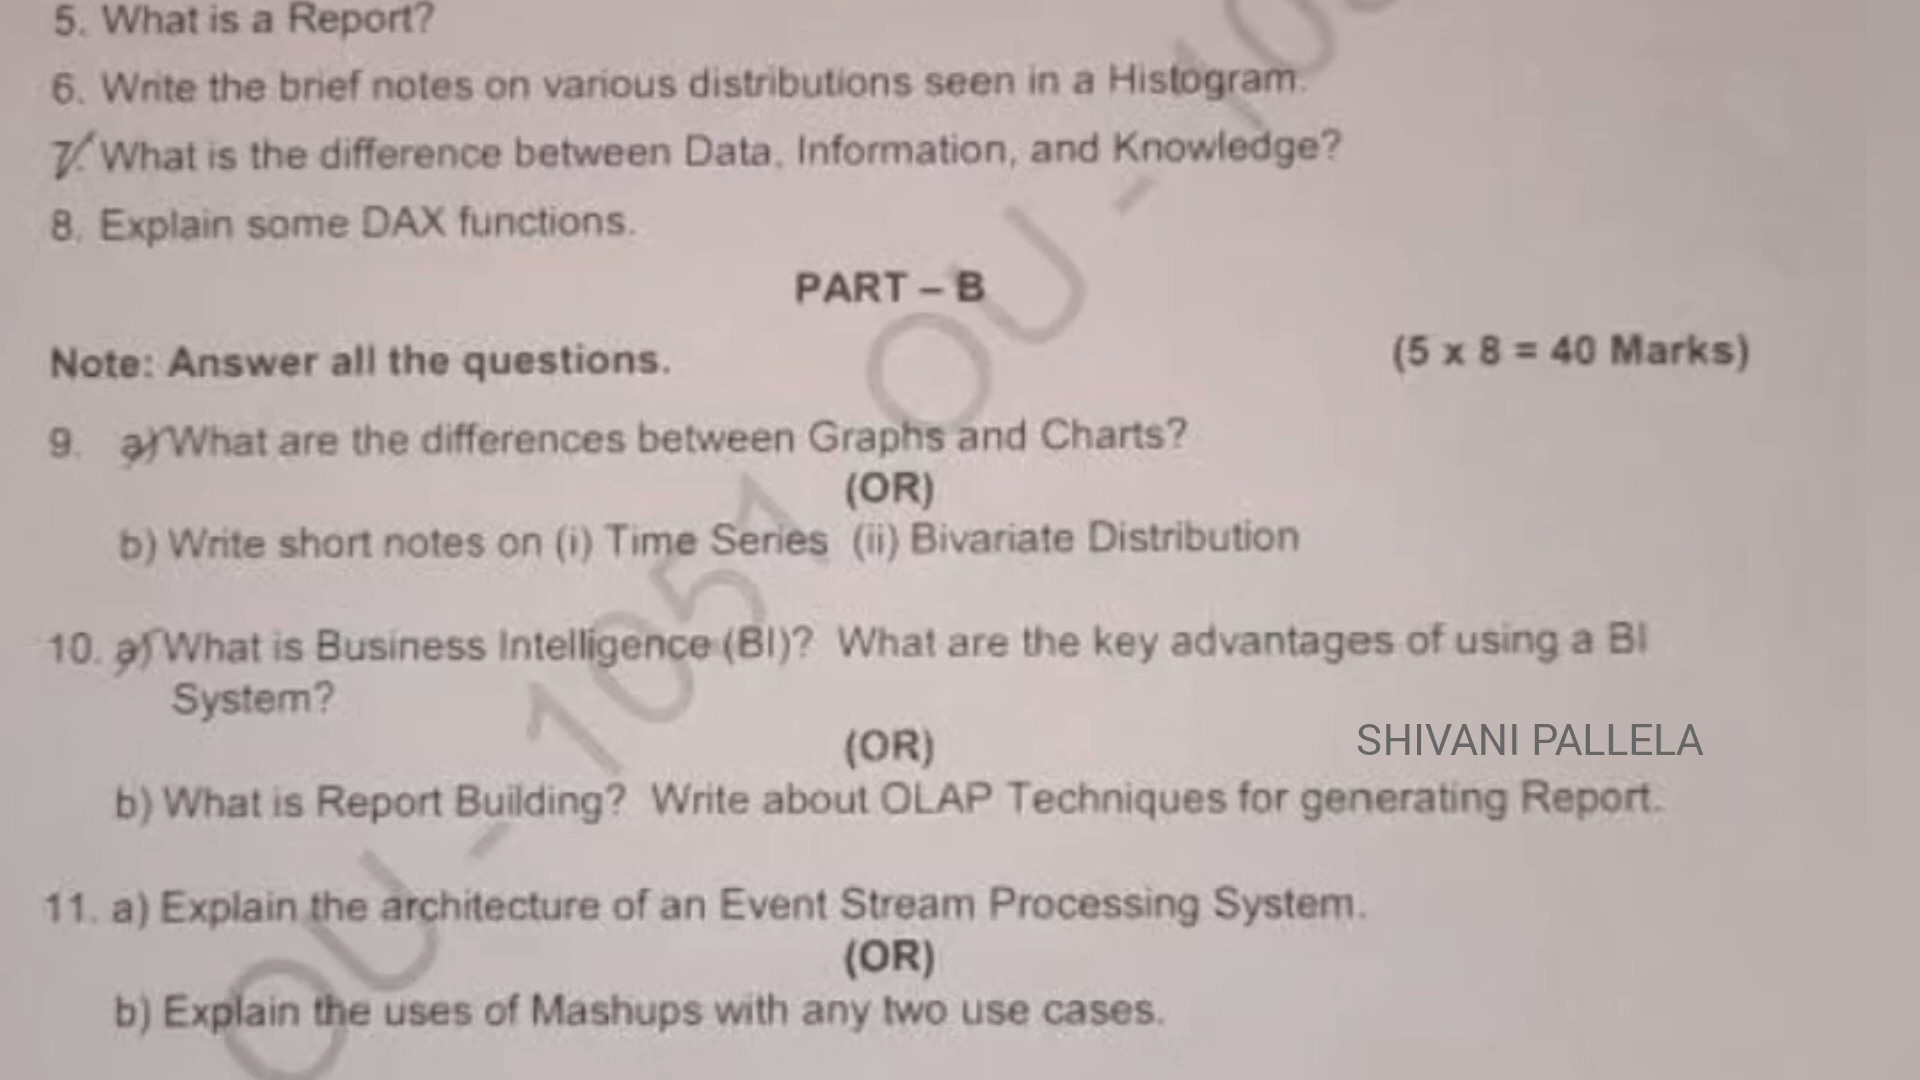 5. What is a Report?
6. Write the brief notes on various distributions seen in a Histogram.
7. What is the difference between Data, Information, and Knowledge?
8. Explain some DAX functions.
PART – B
Note: Answer all the questions.
(5 x 8 = 40 Marks)
9. a) What are the differences between Graphs and Charts?
(OR)
b) Write short notes on (i) Time Series (ii) Bivariate Distribution
10. a) What is Business Intelligence (BI)? What are the key advantages of using a BI
System?
(OR)
SHIVANI PALLELA
b) What is Report Building? Write about OLAP Techniques for generating Report.
11. a) Explain the architecture of an Event Stream Processing System.
(OR)
b) Explain the uses of Mashups with any two use cases.
OU - 1051 OU - 10